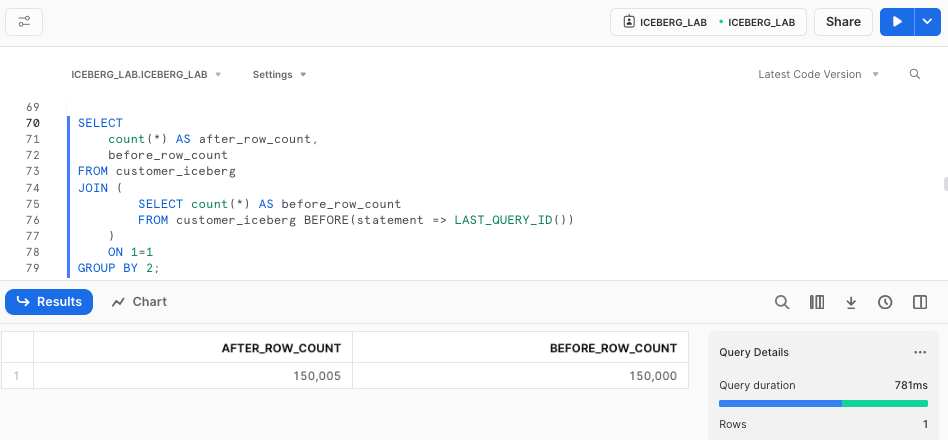 ICEBERG_LAB ICEBERG_LAB Share
ICEBERG_LAB.ICEBERG_LAB Settings Latest Code Version
69
70 SELECT
71 count(*) AS after_row_count,
72 before_row_count
73 FROM customer_iceberg
74 JOIN (
75 SELECT count(*) AS before_row_count
76 FROM customer_iceberg BEFORE(statement => LAST_QUERY_ID())
77 )
78 ON 1=1
79 GROUP BY 2;
Results Chart
AFTER_ROW_COUNT BEFORE_ROW_COUNT
1 150,005 150,000
Query Details ...
Query duration 781ms
Rows 1